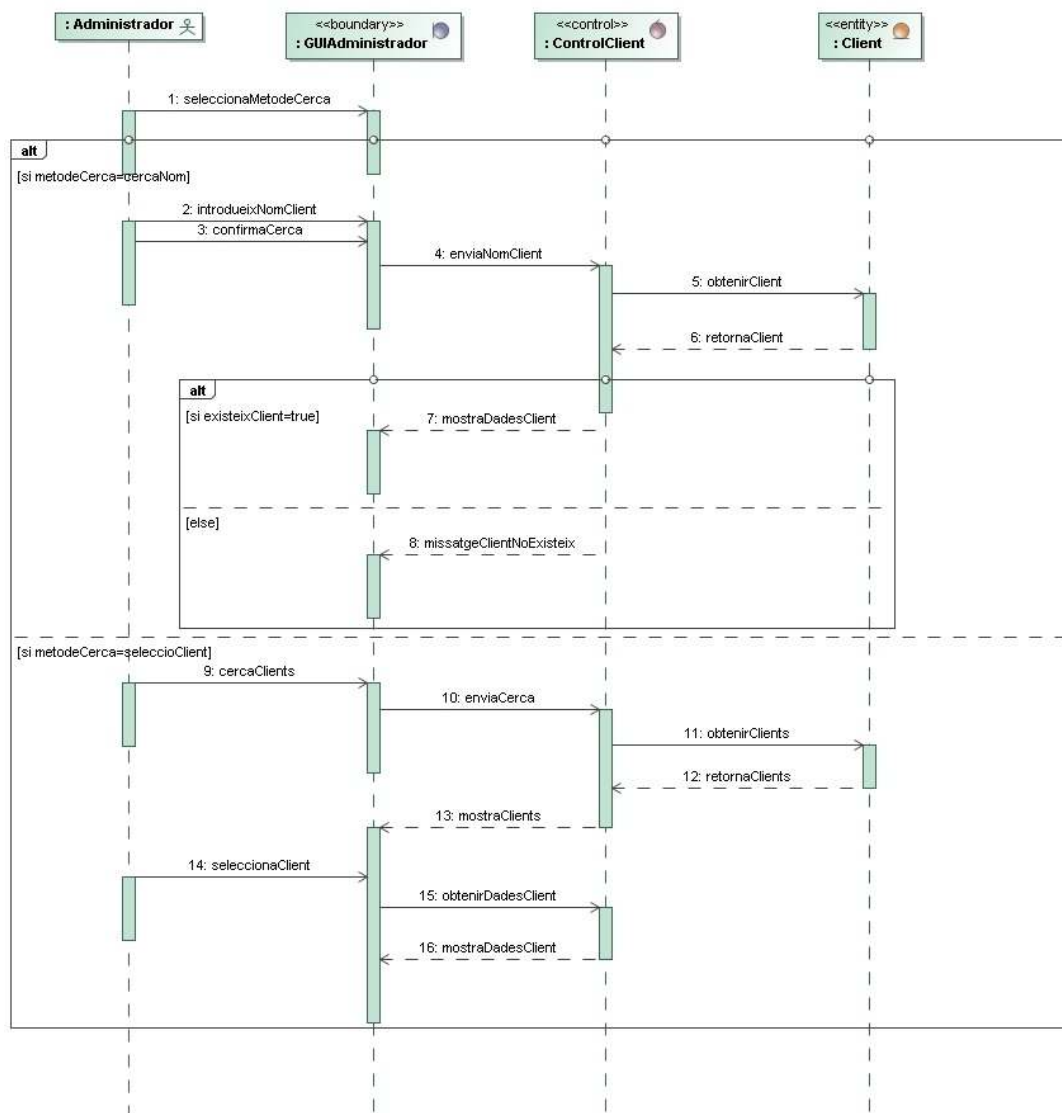 : Administrador
<<boundary>>
: GUIAdministrador
<<control>>
: ControlClient
<<entity>>
: Client
1: seleccionaMetodeCerca
alt
[si metodeCerca=cercaNom]
2: introdueixNomClient
3: confirmaCerca
4: enviaNomClient
5: obtenirClient
6: retornaClient
alt
[si existeixClient=true]
7: mostraDadesClient
[else]
8: missatgeClientNoExisteix
[si metodeCerca=seleccioClient]
9: cercaClients
10: enviaCerca
11: obtenirClients
12: retornaClients
13: mostraClients
14: seleccionaClient
15: obtenirDadesClient
16: mostraDadesClient